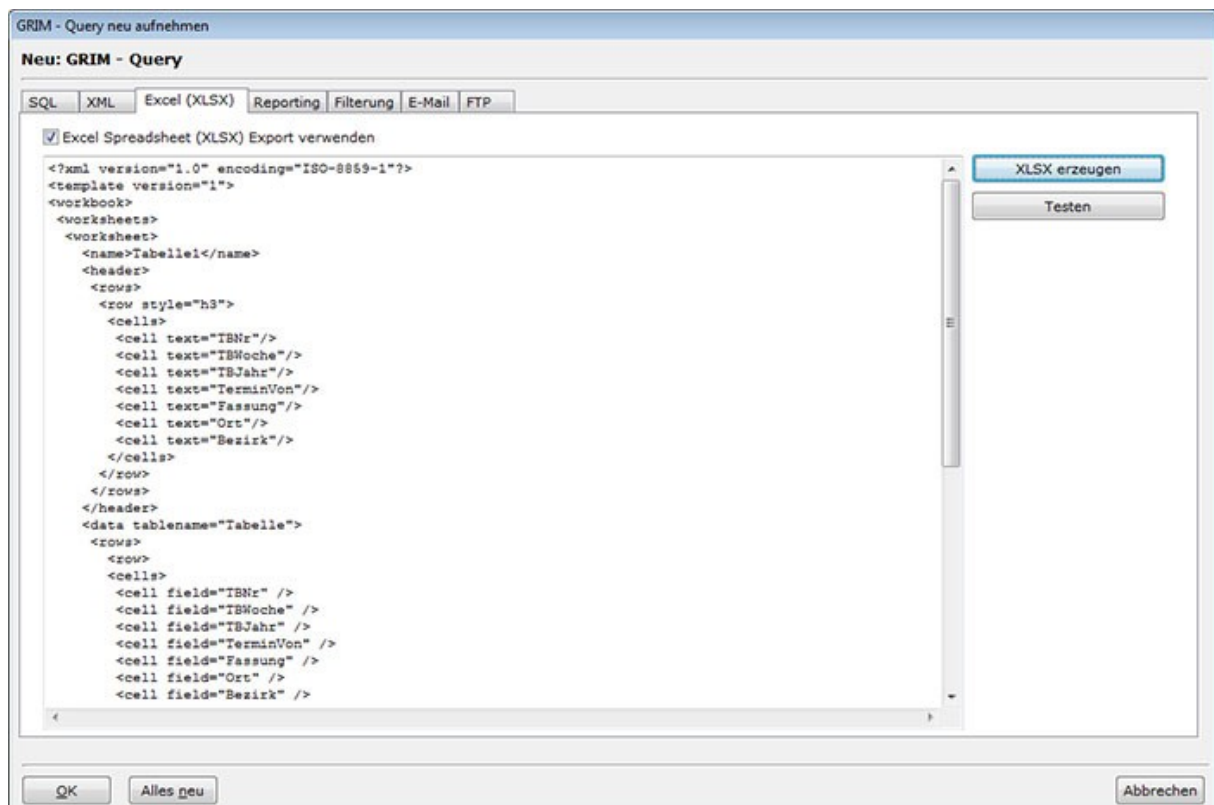 GRIM - Query neu aufnehmen
Neu: GRIM - Query
SQL XML Excel (XLSX) Reporting Filterung E-Mail FTP
Excel Spreadsheet (XLSX) Export verwenden
<?xml version="1.0" encoding="ISO-8859-1"?>
<template version="1">
<workbook>
<worksheets>
<worksheet>
<name>Tabelle1</name>
<header>
<rows>
<row style="h3">
<cells>
<cell text="TBNr"/>
<cell text="TBWoche"/>
<cell text="TBJahr"/>
<cell text="TerminVon"/>
<cell text="Fassung"/>
<cell text="Ort"/>
<cell text="Bezirk"/>
</cells>
</row>
</rows>
</header>
<data tablename="Tabelle">
<rows>
<row>
<cells>
<cell field="TBNr" />
<cell field="TBWoche" />
<cell field="TBJahr" />
<cell field="TerminVon" />
<cell field="Fassung" />
<cell field="Ort" />
<cell field="Bezirk" />
XLSX erzeugen
Testen
OK Alles neu Abbrechen